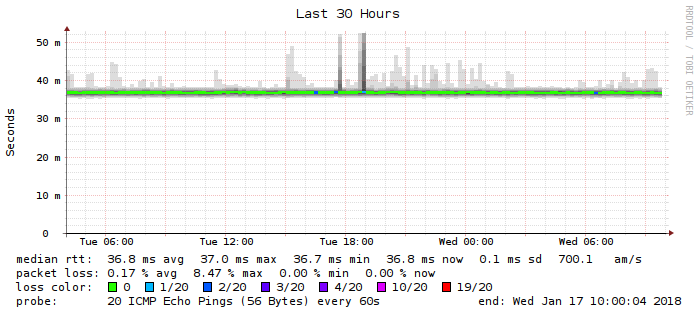 Last 30 Hours
RRDTOOL / TOBI OETIKER
Seconds
50 m
40 m
30 m
20 m
10 m
0
Tue 06:00 Tue 12:00 Tue 18:00 Wed 00:00 Wed 06:00
median rtt: 36.8 ms avg 37.0 ms max 36.7 ms min 36.8 ms now 0.1 ms sd 700.1 am/s
packet loss: 0.17 % avg 8.47 % max 0.00 % min 0.00 % now
loss color: 0 1/20 2/20 3/20 4/20 10/20 19/20
probe: 20 ICMP Echo Pings (56 Bytes) every 60s end: Wed Jan 17 10:00:04 2018